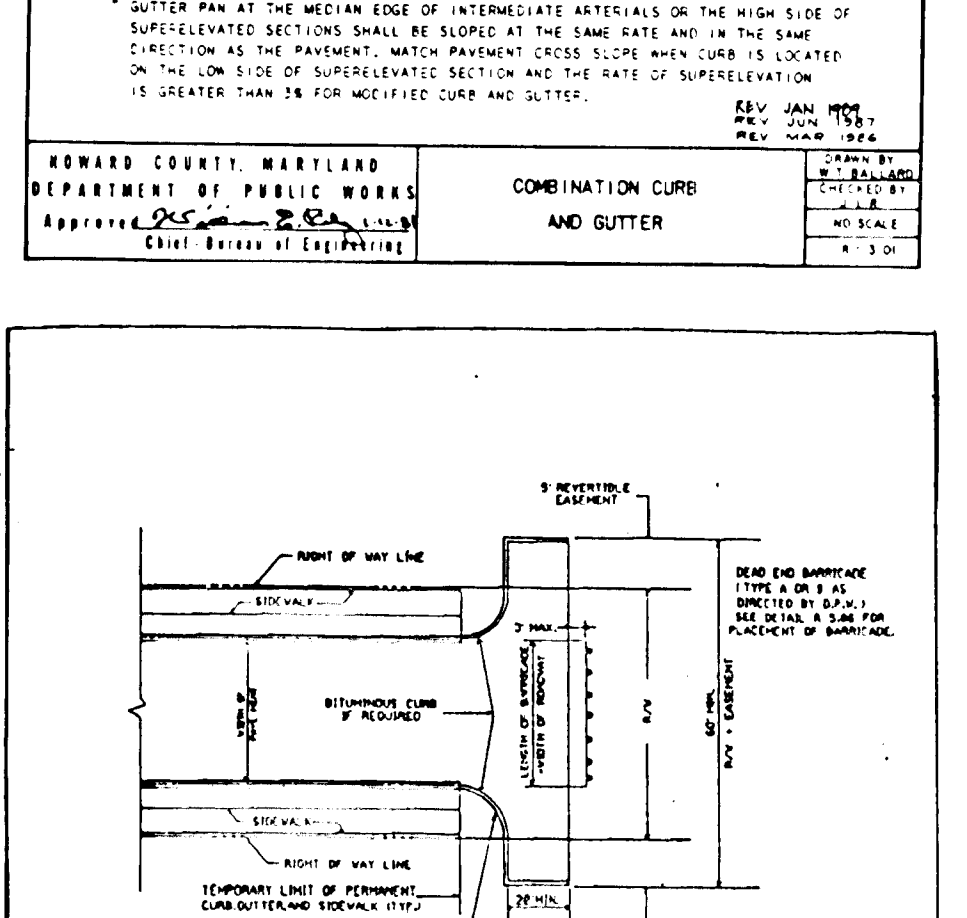 * GUTTER PAN AT THE MEDIAN EDGE OF INTERMEDIATE ARTERIALS OR THE HIGH SIDE OF
SUPERELEVATED SECTIONS SHALL BE SLOPED AT THE SAME RATE AND IN THE SAME
DIRECTION AS THE PAVEMENT. MATCH PAVEMENT CROSS SLOPE WHEN CURB IS LOCATED
ON THE LOW SIDE OF SUPERELEVATED SECTION AND THE RATE OF SUPERELEVATION
IS GREATER THAN 3% FOR MODIFIED CURB AND GUTTER.
REV JAN 1989
REV JUN 1987
REV MAR 1986
HOWARD COUNTY, MARYLAND
DEPARTMENT OF PUBLIC WORKS
Approved
Chief - Bureau of Engineering
COMBINATION CURB
AND GUTTER
DRAWN BY
W.T. BALLARD
CHECKED BY
J.L.R.
NO SCALE
R - 3.01
5' REVERTIBLE
EASEMENT
RIGHT OF WAY LINE
SIDEWALK
DEAD END BARRICADE
(TYPE A OR B AS
DIRECTED BY D.P.W.)
SEE DETAIL R 5.06 FOR
PLACEMENT OF BARRICADE.
3' MAX.
WIDTH OF
PAVEMENT
BITUMINOUS CURB
IF REQUIRED
LENGTH OF BARRICADE
=WIDTH OF ROADWAY
R/W
60' MIN.
R/W + EASEMENT
SIDEWALK
RIGHT OF WAY LINE
TEMPORARY LIMIT OF PERMANENT
CURB,GUTTER,AND SIDEWALK (TYP.)
20' MIN.